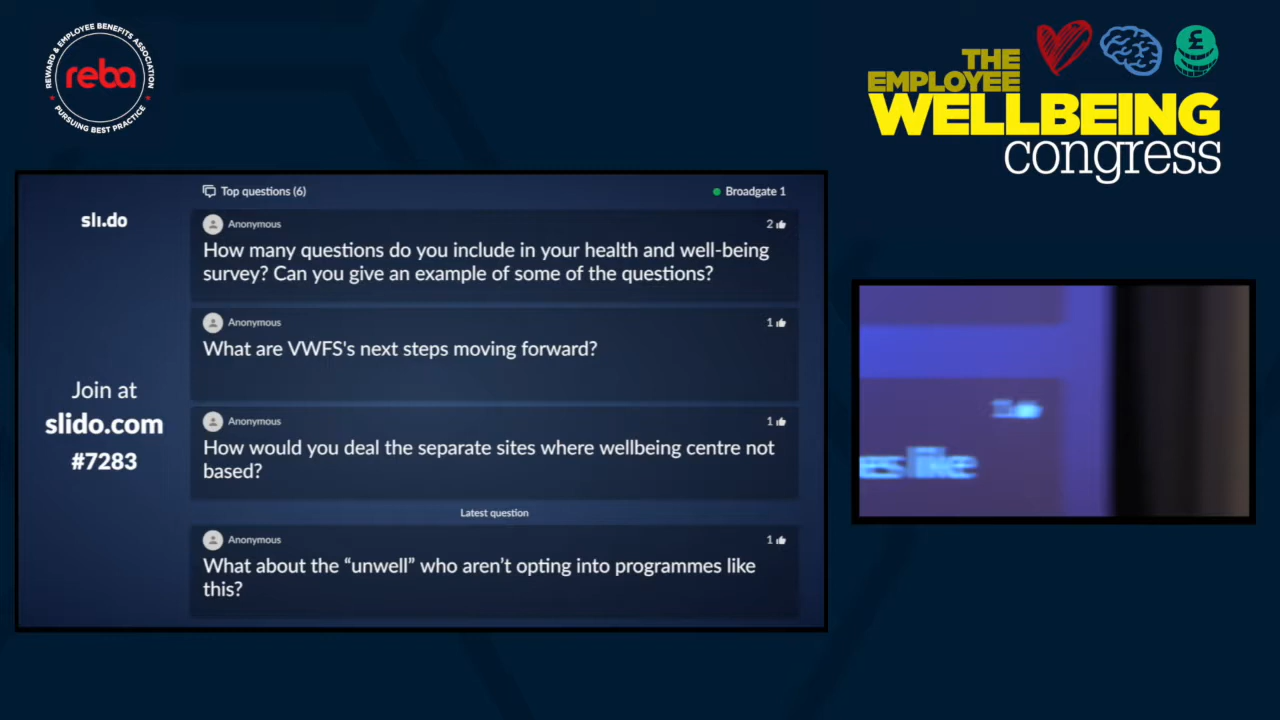 REWARD & EMPLOYEE BENEFITS ASSOCIATION
reba
PURSUING BEST PRACTICE
THE
EMPLOYEE
WELLBEING
congress
£
sli.do
Join at
slido.com
#7283
Top questions (6)
Broadgate 1
Anonymous
2
How many questions do you include in your health and well-being
survey? Can you give an example of some of the questions?
Anonymous
1
What are VWFS's next steps moving forward?
Anonymous
1
How would you deal the separate sites where wellbeing centre not
based?
Latest question
Anonymous
1
What about the “unwell” who aren’t opting into programmes like
this?
like